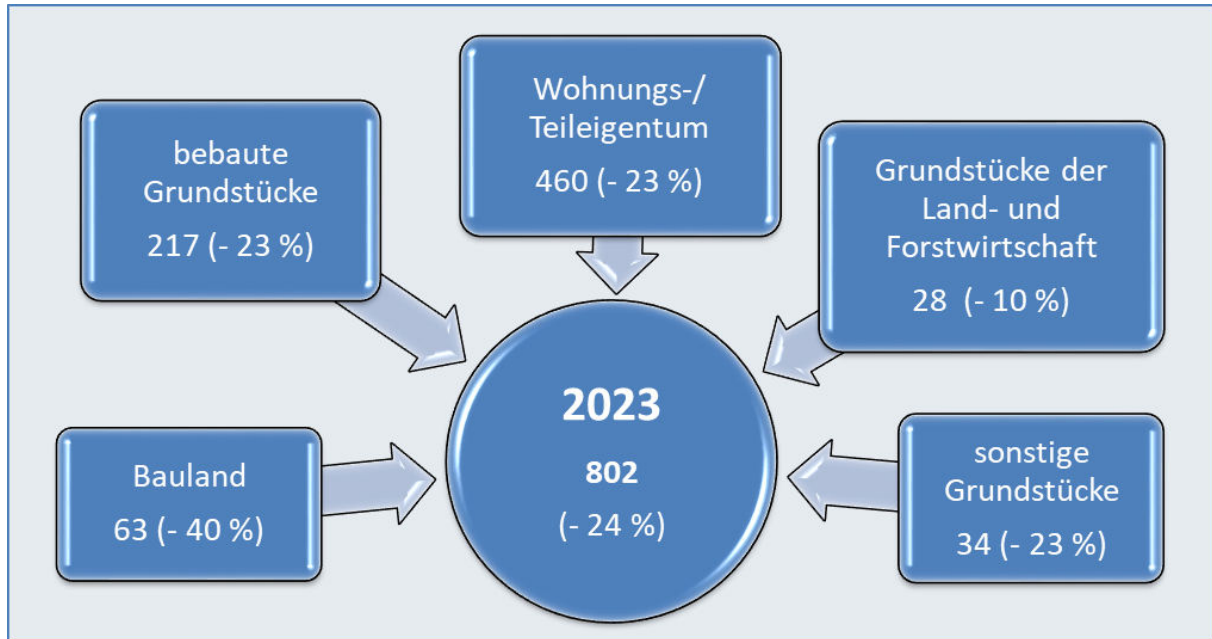 Wohnungs-/
Teileigentum
460 (- 23 %)
bebaute
Grundstücke
217 (- 23 %)
Grundstücke der
Land- und
Forstwirtschaft
28 (- 10 %)
2023
802
(- 24 %)
Bauland
63 (- 40 %)
sonstige
Grundstücke
34 (- 23 %)